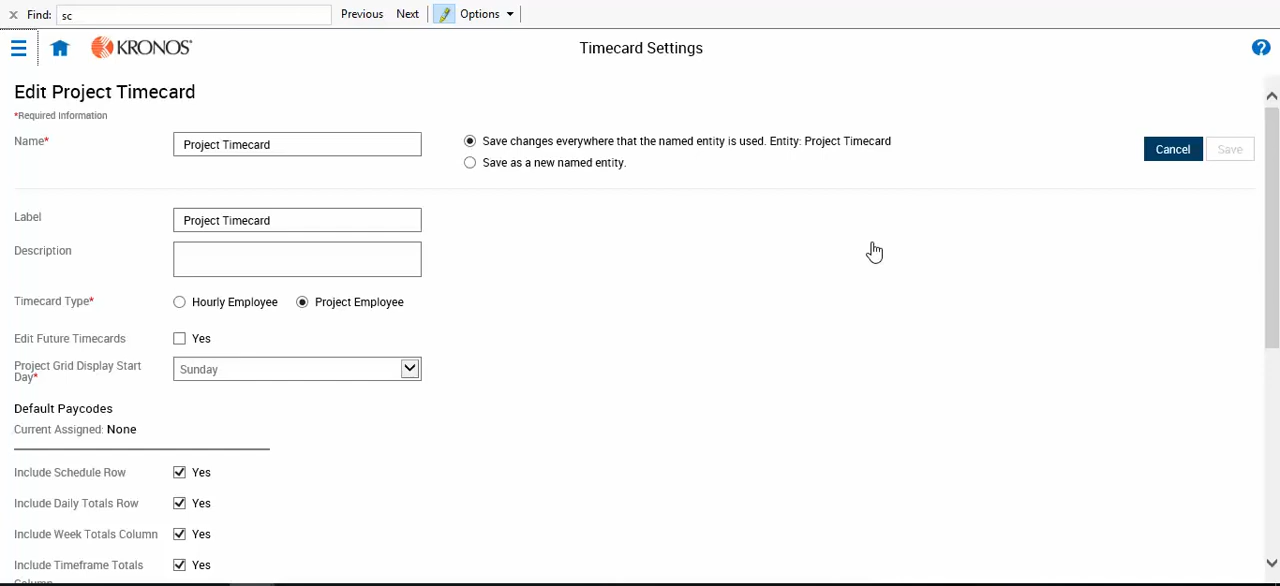 Find: sc Previous Next Options
KRONOS Timecard Settings
Edit Project Timecard
*Required Information
Name* Project Timecard Save changes everywhere that the named entity is used. Entity: Project Timecard
Save as a new named entity.
Cancel Save
Label Project Timecard
Description
Timecard Type* Hourly Employee Project Employee
Edit Future Timecards Yes
Project Grid Display Start
Day* Sunday
Default Paycodes
Current Assigned: None
Include Schedule Row Yes
Include Daily Totals Row Yes
Include Week Totals Column Yes
Include Timeframe Totals Yes
Column